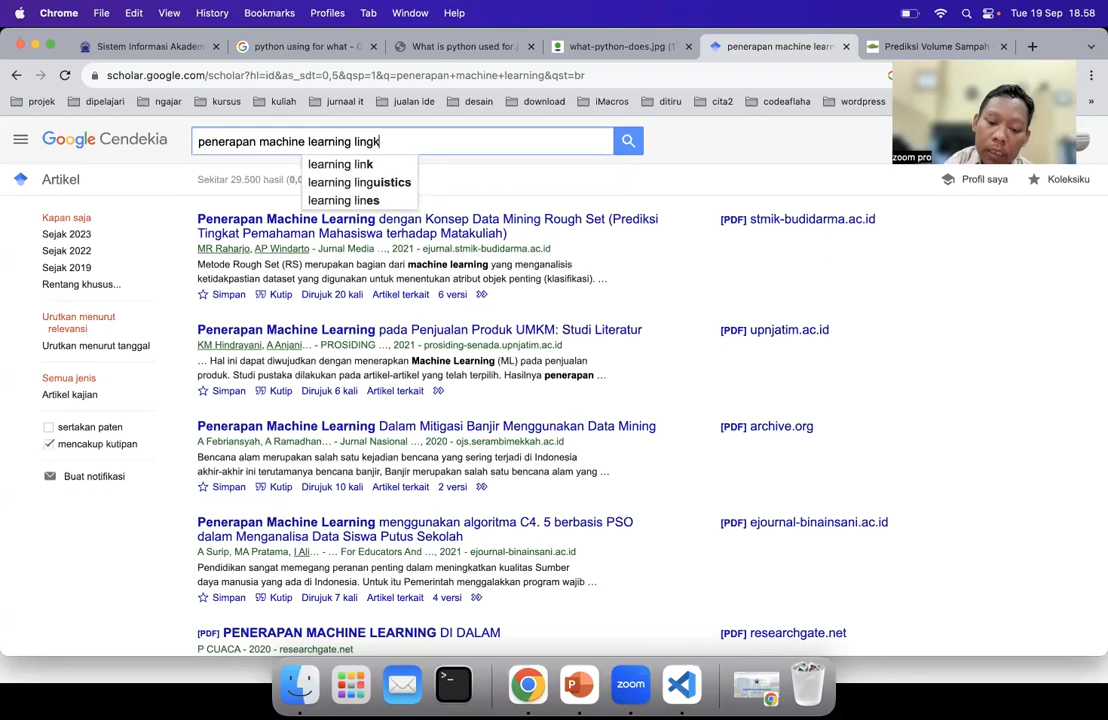 Chrome File Edit View History Bookmarks Profiles Tab Window Help Tue 19 Sep 18.58
Sistem Informasi Akadem python using for what - G What is python used for. what-python-does.jpg (1 penerapan machine learn Prediksi Volume Sampah
scholar.google.com/scholar?hl=id&as_sdt=0,5&qsp=1&q=penerapan+machine+learning&qst=br
projek dipelajari ngajar kursus kuliah jurnaal it jualan ide desain download iMacros ditiru cita2 codeaflaha wordpress »
zoom pro
Google Cendekia
penerapan machine learning lingk
learning link
learning linguistics
learning lines
Artikel
Sekitar 29.500 hasil (0,0
Profil saya Koleksiku
Kapan saja
Sejak 2023
Sejak 2022
Sejak 2019
Rentang khusus...
Urutkan menurut
relevansi
Urutkan menurut tanggal
Semua jenis
Artikel kajian
sertakan paten
mencakup kutipan
Buat notifikasi
Penerapan Machine Learning dengan Konsep Data Mining Rough Set (Prediksi
Tingkat Pemahaman Mahasiswa terhadap Matakuliah)
MR Raharjo, AP Windarto - Jurnal Media …, 2021 - ejurnal.stmik-budidarma.ac.id
Metode Rough Set (RS) merupakan bagian dari machine learning yang menganalisis
ketidakpastian dataset yang digunakan untuk menentukan atribut objek penting (klasifikasi). …
Simpan Kutip Dirujuk 20 kali Artikel terkait 6 versi
[PDF] stmik-budidarma.ac.id
Penerapan Machine Learning pada Penjualan Produk UMKM: Studi Literatur
KM Hindrayani, A Anjani… - PROSIDING …, 2021 - prosiding-senada.upnjatim.ac.id
… Hal ini dapat diwujudkan dengan menerapkan Machine Learning (ML) pada penjualan
produk. Studi pustaka dilakukan pada artikel-artikel yang telah terpilih. Hasilnya penerapan …
Simpan Kutip Dirujuk 6 kali Artikel terkait
[PDF] upnjatim.ac.id
Penerapan Machine Learning Dalam Mitigasi Banjir Menggunakan Data Mining
A Febriansyah, A Ramadhan… - Jurnal Nasional …, 2020 - ojs.serambimekkah.ac.id
Bencana alam merupakan salah satu kejadian bencana yang sering terjadi di Indonesia
akhir-akhir ini terutamanya bencana banjir, Banjir merupakan salah satu bencana alam yang …
Simpan Kutip Dirujuk 10 kali Artikel terkait 2 versi
[PDF] archive.org
Penerapan Machine Learning menggunakan algoritma C4. 5 berbasis PSO
dalam Menganalisa Data Siswa Putus Sekolah
A Surip, MA Pratama, I Ali… - … For Educators And …, 2021 - ejournal-binainsani.ac.id
Pendidikan sangat memegang peranan penting dalam meningkatkan kualitas Sumber
daya manusia yang ada di Indonesia. Untuk itu Pemerintah menggalakkan program wajib …
Simpan Kutip Dirujuk 7 kali Artikel terkait 4 versi
[PDF] ejournal-binainsani.ac.id
[PDF] PENERAPAN MACHINE LEARNING DI DALAM
P CUACA - 2020 - researchgate.net
[PDF] researchgate.net
zoom